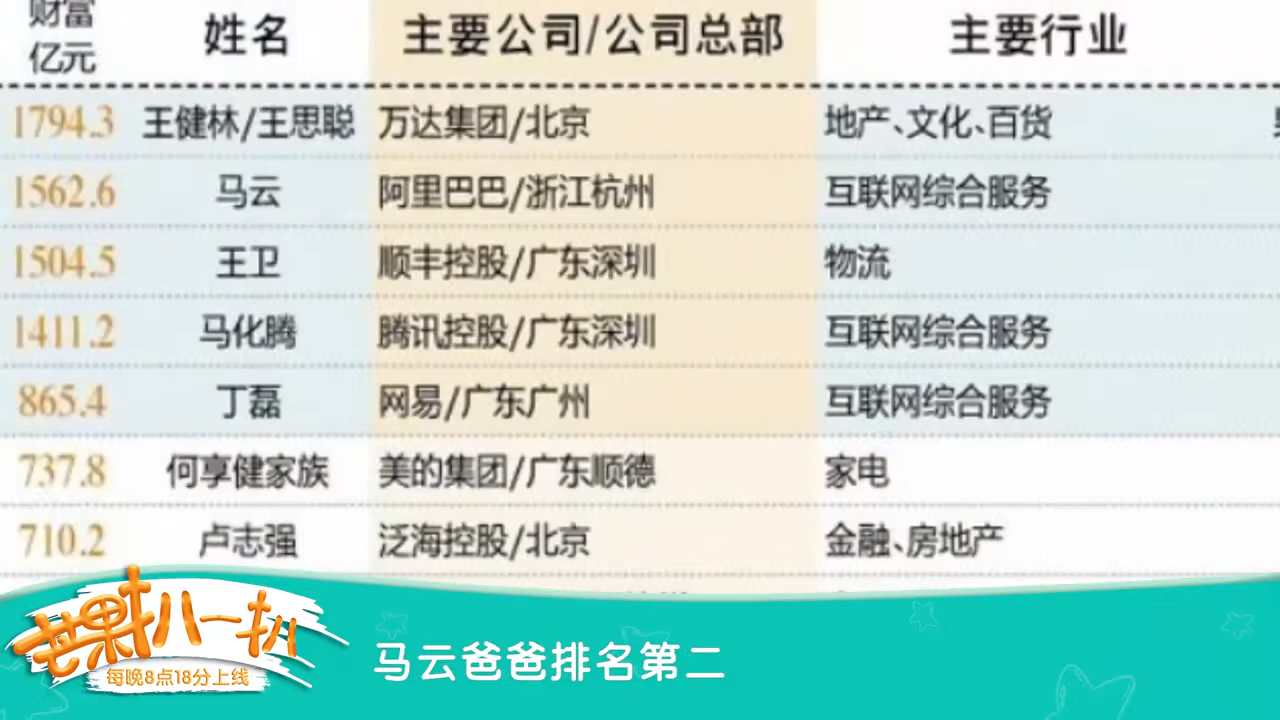 财富 姓名 主要公司/公司总部 主要行业
亿元
1794.3 王健林/王思聪 万达集团/北京 地产、文化、百货
1562.6 马云 阿里巴巴/浙江杭州 互联网综合服务
1504.5 王卫 顺丰控股/广东深圳 物流
1411.2 马化腾 腾讯控股/广东深圳 互联网综合服务
865.4 丁磊 网易/广东广州 互联网综合服务
737.8 何享健家族 美的集团/广东顺德 家电
710.2 卢志强 泛海控股/北京 金融、房地产
芒果扒一扒
每晚8点18分上线
马云爸爸排名第二